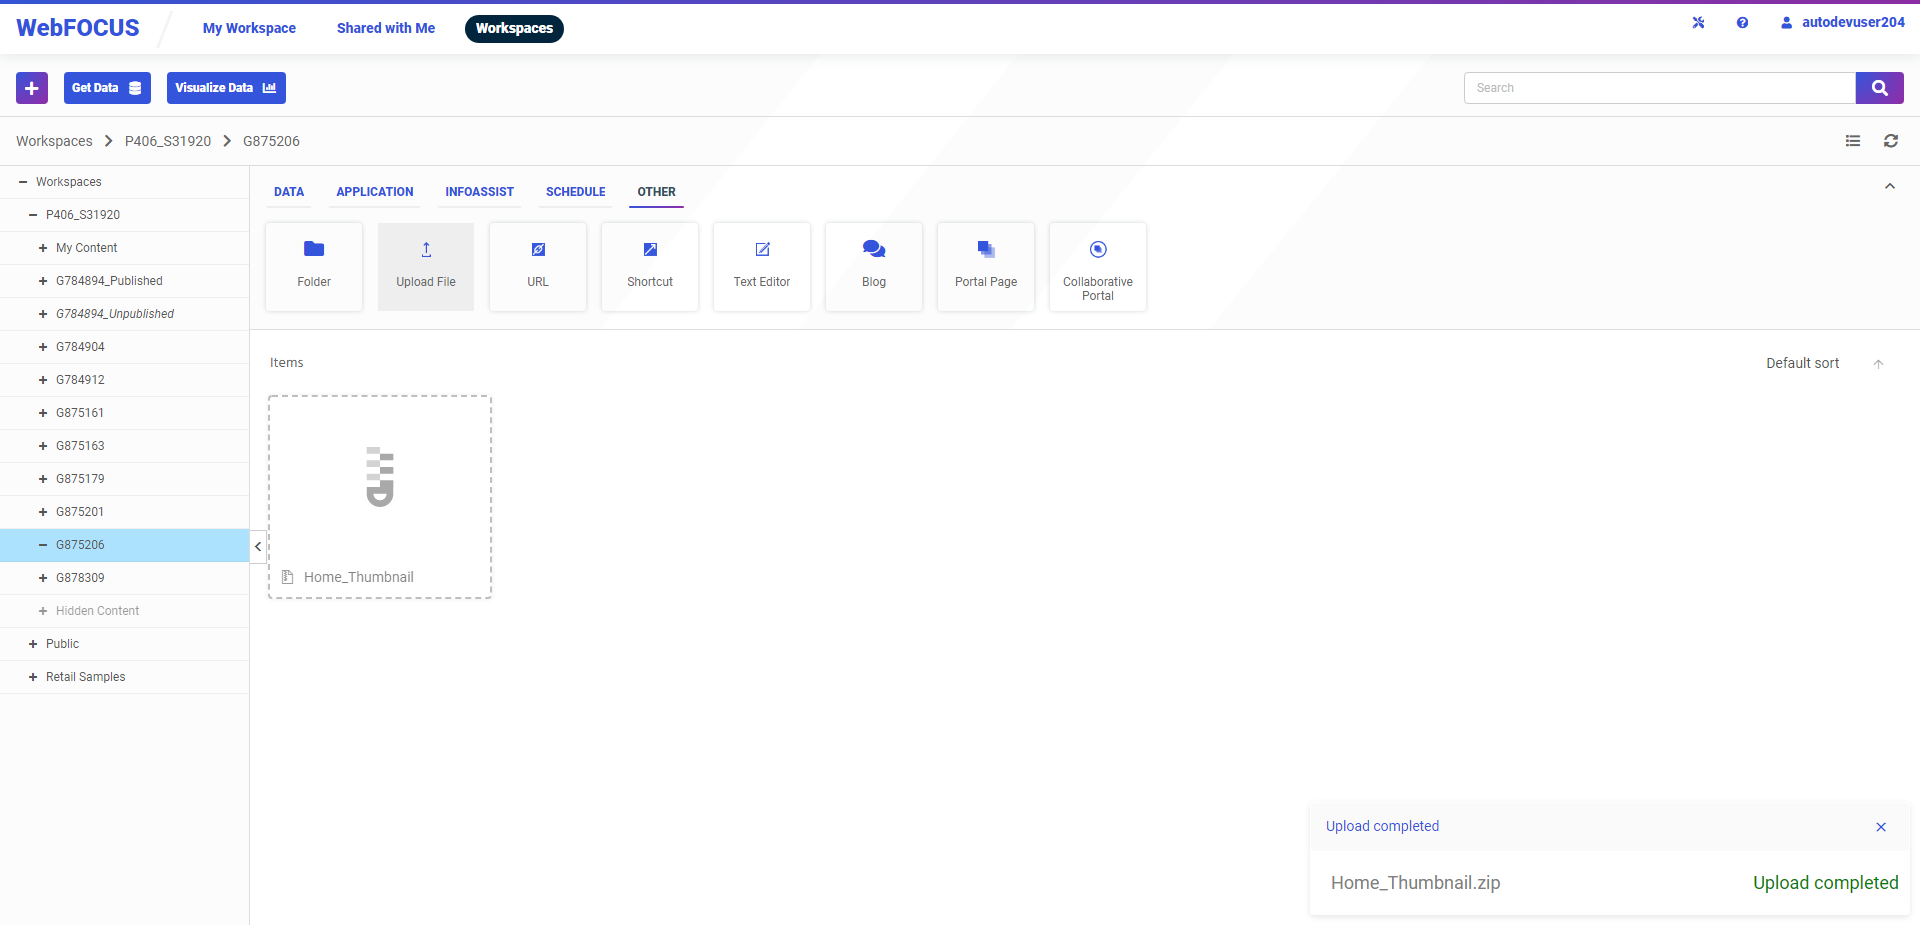 WebFOCUS
My Workspace
Shared with Me
Workspaces
autodevuser204
Get Data
Visualize Data
Search
Workspaces
P406_S31920
G875206
Workspaces
P406_S31920
My Content
G784894_Published
G784894_Unpublished
G784904
G784912
G875161
G875163
G875179
G875201
G875206
G878309
Hidden Content
Public
Retail Samples
DATA
APPLICATION
INFOASSIST
SCHEDULE
OTHER
Folder
Upload File
URL
Shortcut
Text Editor
Blog
Portal Page
Collaborative
Portal
Items
Default sort
Home_Thumbnail
Upload completed
Home_Thumbnail.zip
Upload completed